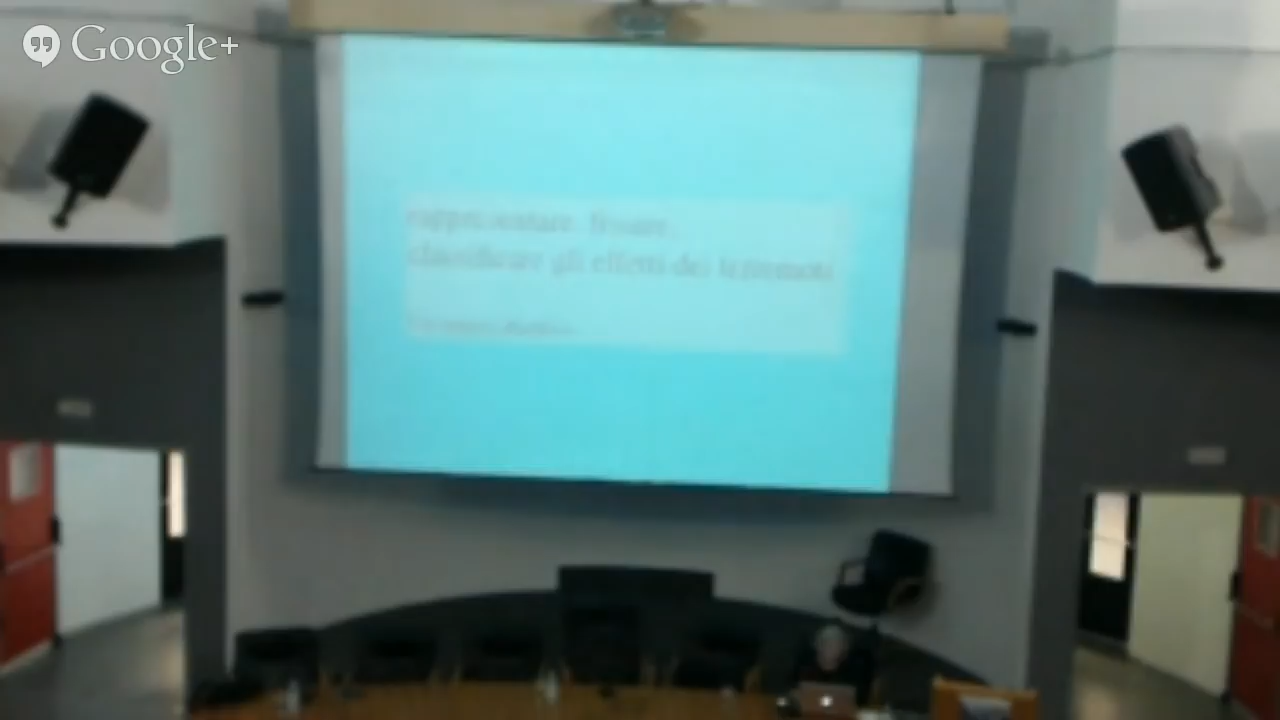 Google+
rappresentare, fissare,
classificare gli effetti dei terremoti